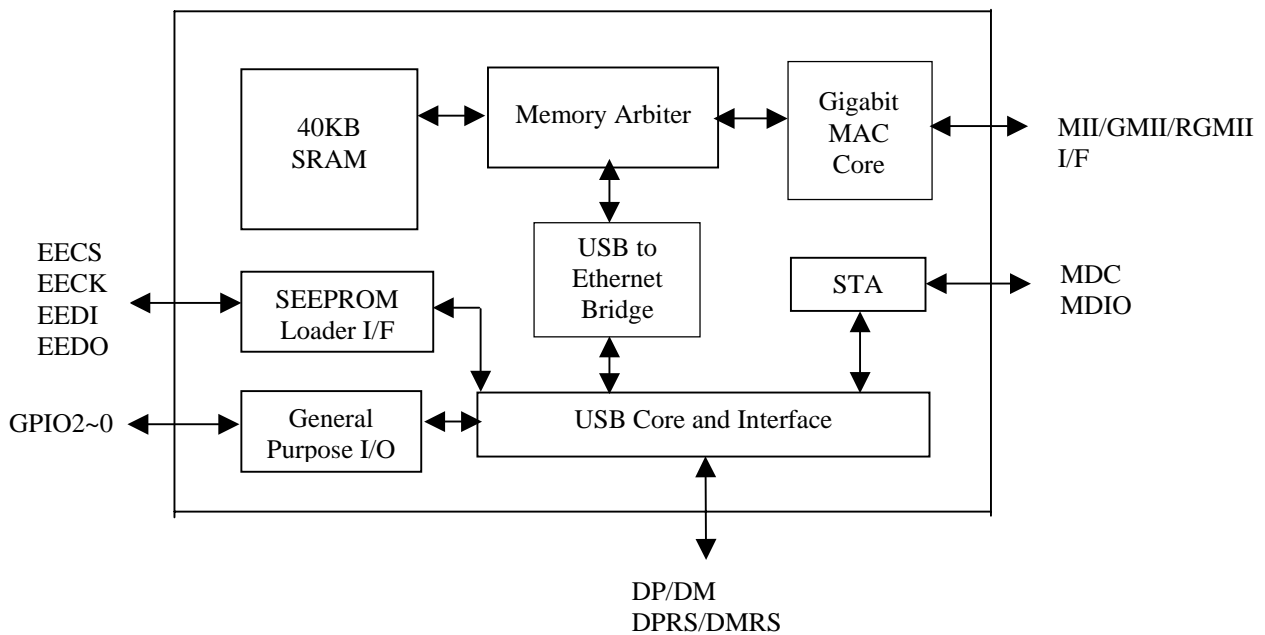 40KB
SRAM
Memory Arbiter
Gigabit
MAC
Core
MII/GMII/RGMII
I/F
EECS
EECK
EEDI
EEDO
SEEPROM
Loader I/F
USB to
Ethernet
Bridge
STA
MDC
MDIO
GPIO2~0
General
Purpose I/O
USB Core and Interface
DP/DM
DPRS/DMRS